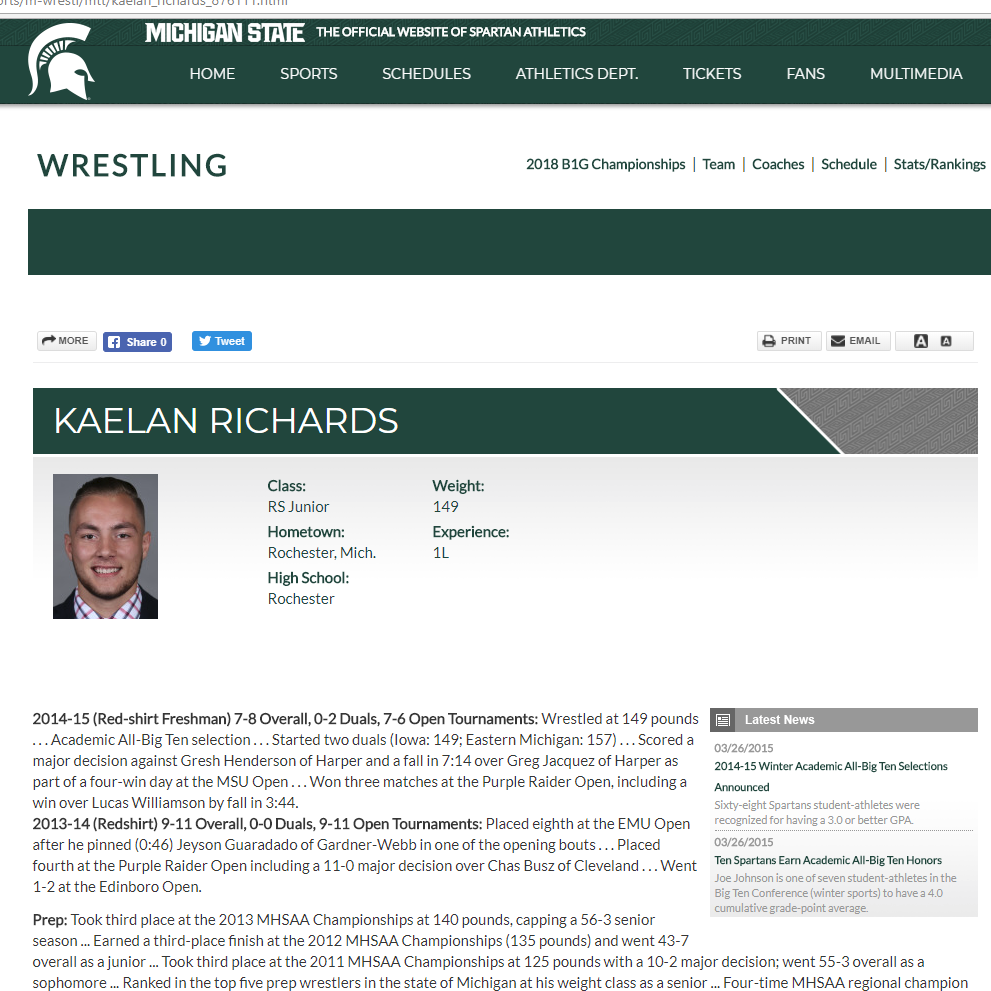 orts/m-wrestl/mtt/kaelan_richards_876111.html
MICHIGAN STATE THE OFFICIAL WEBSITE OF SPARTAN ATHLETICS
HOME SPORTS SCHEDULES ATHLETICS DEPT. TICKETS FANS MULTIMEDIA
WRESTLING
2018 B1G Championships | Team | Coaches | Schedule | Stats/Rankings
MORE Share 0 Tweet PRINT EMAIL A A
KAELAN RICHARDS
Class: Weight:
RS Junior 149
Hometown: Experience:
Rochester, Mich. 1L
High School:
Rochester
2014-15 (Red-shirt Freshman) 7-8 Overall, 0-2 Duals, 7-6 Open Tournaments: Wrestled at 149 pounds
. . . Academic All-Big Ten selection . . . Started two duals (Iowa: 149; Eastern Michigan: 157) . . . Scored a
major decision against Gresh Henderson of Harper and a fall in 7:14 over Greg Jacquez of Harper as
part of a four-win day at the MSU Open . . . Won three matches at the Purple Raider Open, including a
win over Lucas Williamson by fall in 3:44.
2013-14 (Redshirt) 9-11 Overall, 0-0 Duals, 9-11 Open Tournaments: Placed eighth at the EMU Open
after he pinned (0:46) Jeyson Guaradado of Gardner-Webb in one of the opening bouts . . . Placed
fourth at the Purple Raider Open including a 11-0 major decision over Chas Busz of Cleveland . . . Went
1-2 at the Edinboro Open.
Prep: Took third place at the 2013 MHSAA Championships at 140 pounds, capping a 56-3 senior
season ... Earned a third-place finish at the 2012 MHSAA Championships (135 pounds) and went 43-7
overall as a junior ... Took third place at the 2011 MHSAA Championships at 125 pounds with a 10-2 major decision; went 55-3 overall as a
sophomore ... Ranked in the top five prep wrestlers in the state of Michigan at his weight class as a senior ... Four-time MHSAA regional champion
Latest News
03/26/2015
2014-15 Winter Academic All-Big Ten Selections
Announced
Sixty-eight Spartans student-athletes were
recognized for having a 3.0 or better GPA.
03/26/2015
Ten Spartans Earn Academic All-Big Ten Honors
Joe Johnson is one of seven student-athletes in the
Big Ten Conference (winter sports) to have a 4.0
cumulative grade-point average.